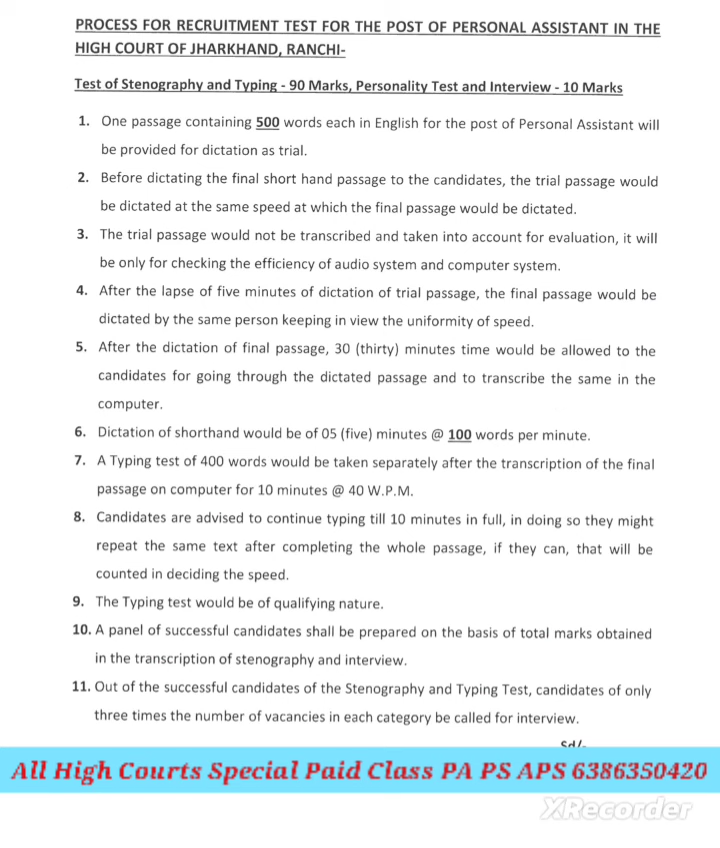 PROCESS FOR RECRUITMENT TEST FOR THE POST OF PERSONAL ASSISTANT IN THE
HIGH COURT OF JHARKHAND, RANCHI-
Test of Stenography and Typing - 90 Marks, Personality Test and Interview - 10 Marks
1. One passage containing 500 words each in English for the post of Personal Assistant will
be provided for dictation as trial.
2. Before dictating the final short hand passage to the candidates, the trial passage would
be dictated at the same speed at which the final passage would be dictated.
3. The trial passage would not be transcribed and taken into account for evaluation, it will
be only for checking the efficiency of audio system and computer system.
4. After the lapse of five minutes of dictation of trial passage, the final passage would be
dictated by the same person keeping in view the uniformity of speed.
5. After the dictation of final passage, 30 (thirty) minutes time would be allowed to the
candidates for going through the dictated passage and to transcribe the same in the
computer.
6. Dictation of shorthand would be of 05 (five) minutes @ 100 words per minute.
7. A Typing test of 400 words would be taken separately after the transcription of the final
passage on computer for 10 minutes @ 40 W.P.M.
8. Candidates are advised to continue typing till 10 minutes in full, in doing so they might
repeat the same text after completing the whole passage, if they can, that will be
counted in deciding the speed.
9. The Typing test would be of qualifying nature.
10. A panel of successful candidates shall be prepared on the basis of total marks obtained
in the transcription of stenography and interview.
11. Out of the successful candidates of the Stenography and Typing Test, candidates of only
three times the number of vacancies in each category be called for interview.
Sd/-
All High Courts Special Paid Class PA PS APS 6386350420
XRecorder